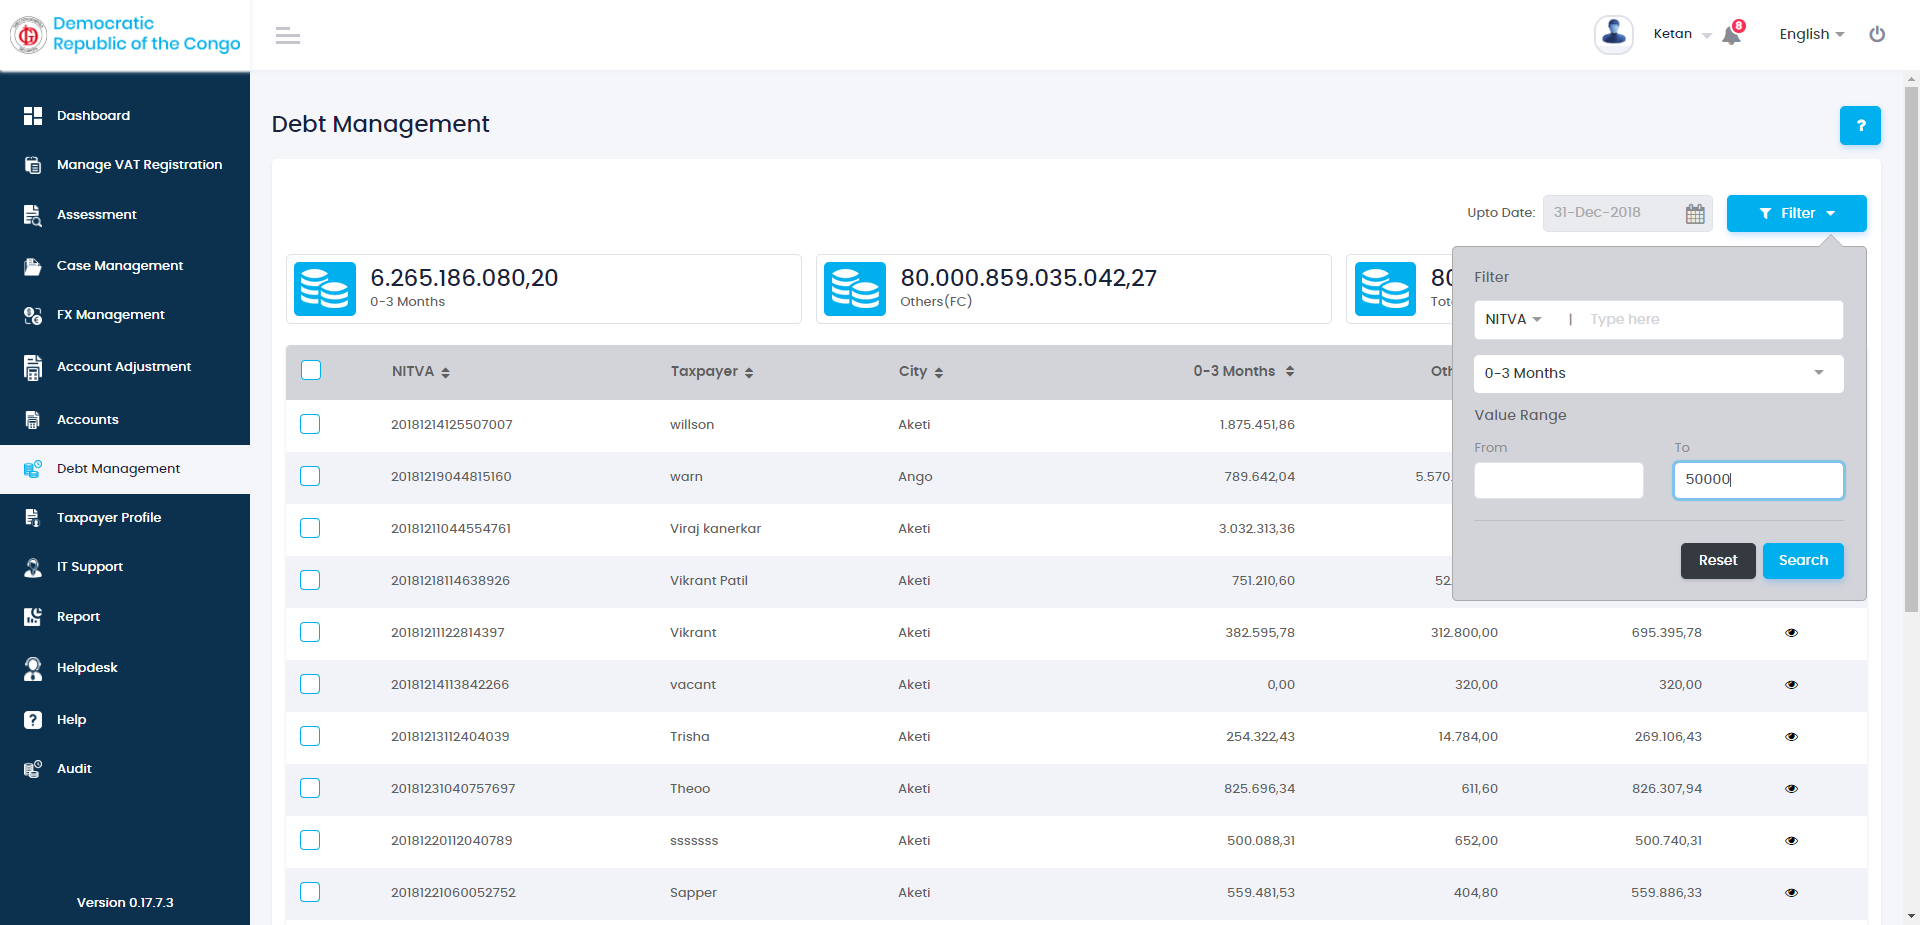 Democratic
Republic of the Congo
Ketan
8
English
Dashboard
Manage VAT Registration
Assessment
Case Management
FX Management
Account Adjustment
Accounts
Debt Management
Taxpayer Profile
IT Support
Report
Helpdesk
Help
Audit
Version 0.17.7.3
Debt Management
?
Upto Date: 31-Dec-2018
Filter
6.265.186.080,20
0-3 Months
80.000.859.035.042,27
Others(FC)
Filter
NITVA | Type here
0-3 Months
Value Range
From To
50000
Reset Search
NITVA Taxpayer City 0-3 Months
20181214125507007 willson Aketi 1.875.451,86
20181219044815160 warn Ango 789.642,04 5.570.
20181211044554761 Viraj kanerkar Aketi 3.032.313,36
20181218114638926 Vikrant Patil Aketi 751.210,60 52.
20181211122814397 Vikrant Aketi 382.595,78 312.800,00 695.395,78
20181214113842266 vacant Aketi 0,00 320,00 320,00
20181213112404039 Trisha Aketi 254.322,43 14.784,00 269.106,43
20181231040757697 Theoo Aketi 825.696,34 611,60 826.307,94
20181220112040789 sssssss Aketi 500.088,31 652,00 500.740,31
20181221060052752 Sapper Aketi 559.481,53 404,80 559.886,33